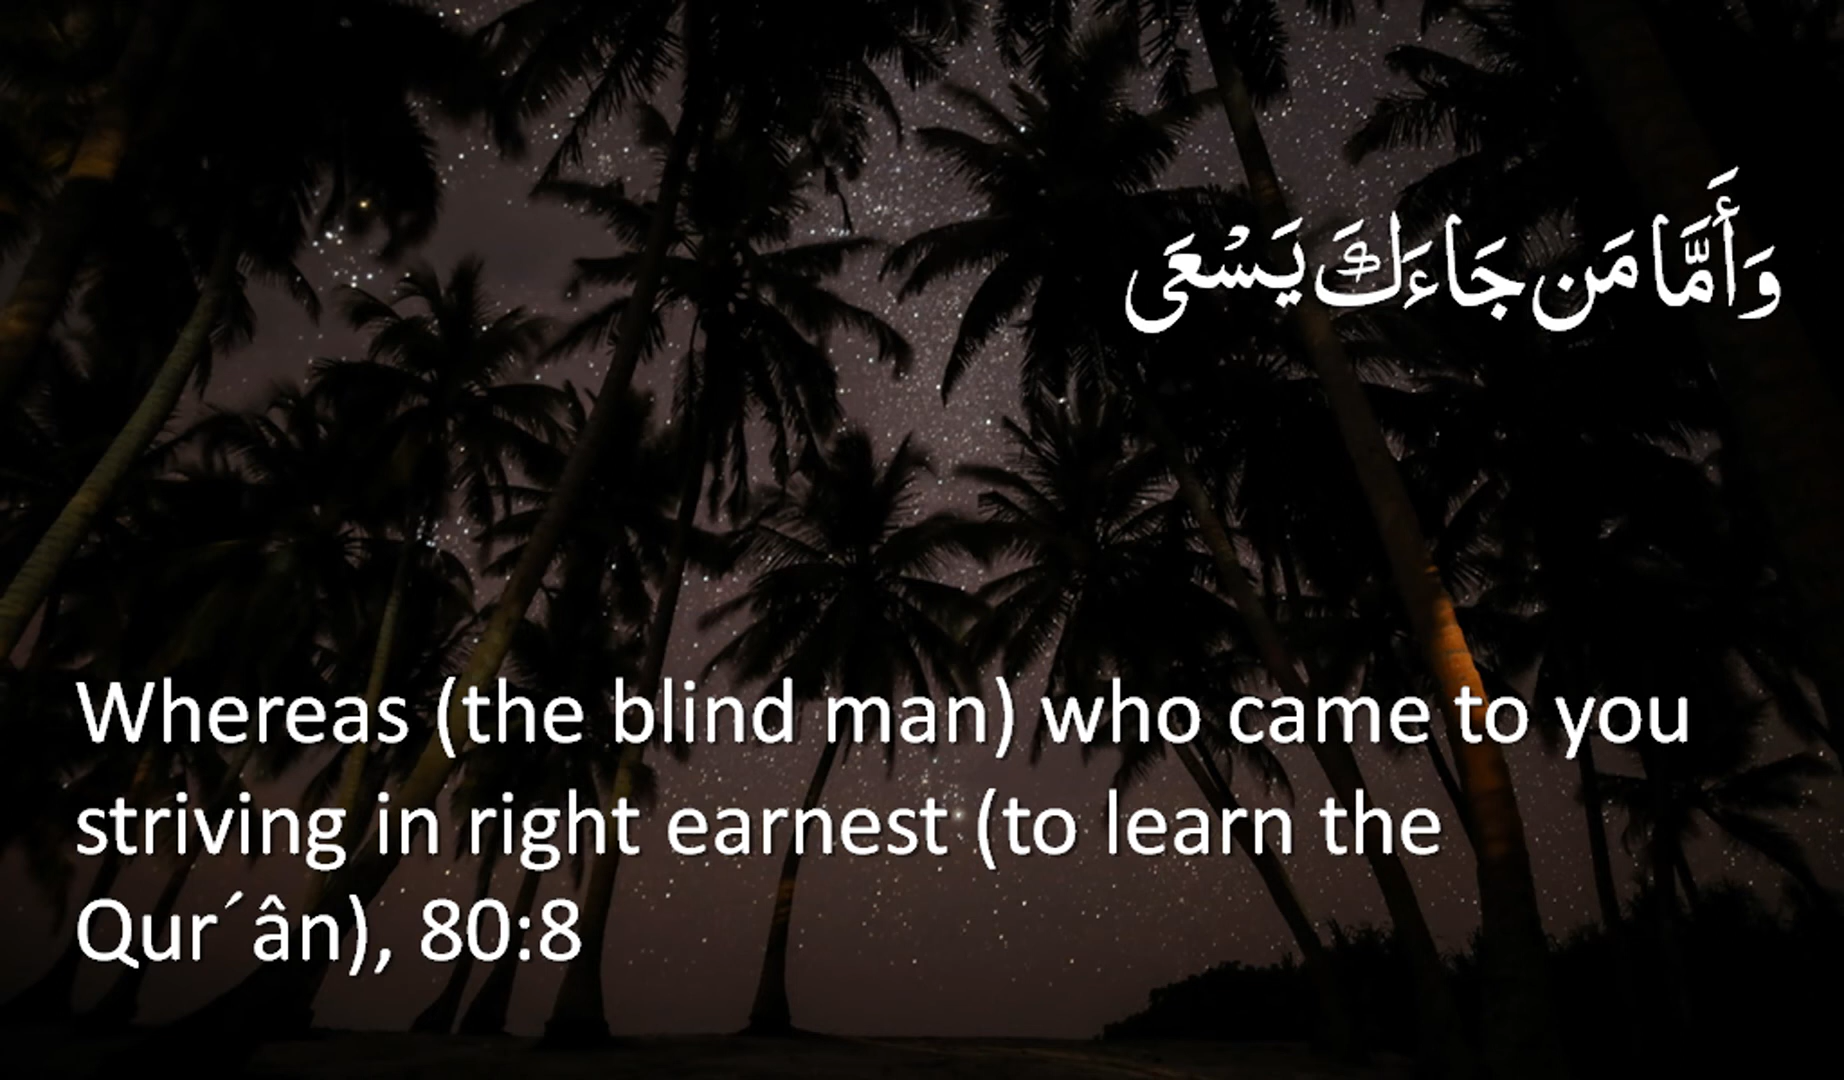 وَأَمَّا مَن جَاءَكَ يَسْعَى
Whereas (the blind man) who came to you
striving in right earnest (to learn the
Qur´ân), 80:8